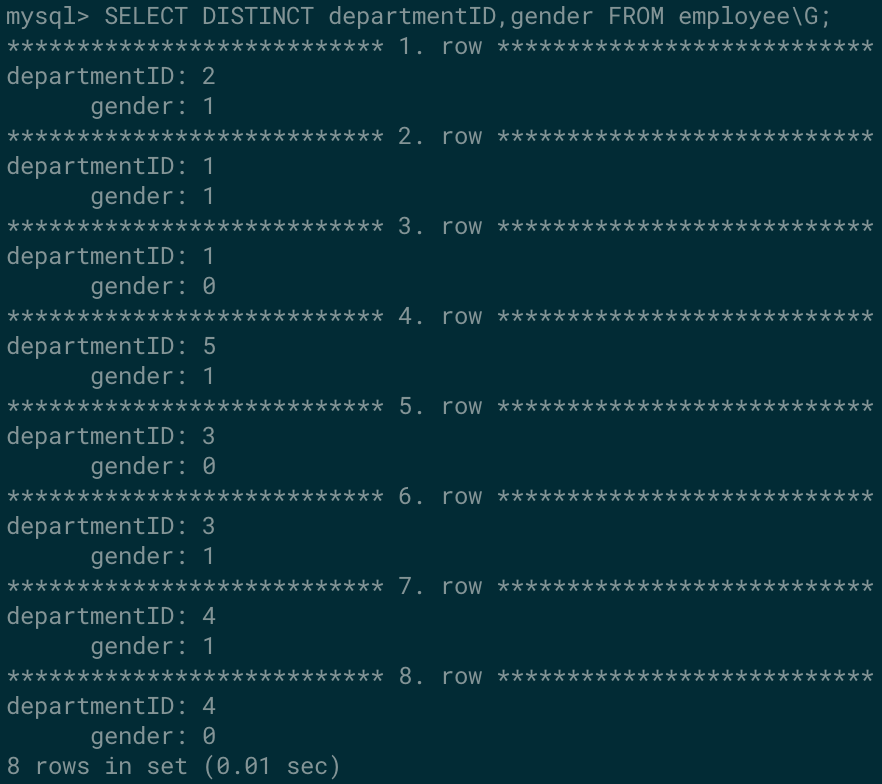 mysql> SELECT DISTINCT departmentID,gender FROM employee\G;
*************************** 1. row ***************************
departmentID: 2
      gender: 1
*************************** 2. row ***************************
departmentID: 1
      gender: 1
*************************** 3. row ***************************
departmentID: 1
      gender: 0
*************************** 4. row ***************************
departmentID: 5
      gender: 1
*************************** 5. row ***************************
departmentID: 3
      gender: 0
*************************** 6. row ***************************
departmentID: 3
      gender: 1
*************************** 7. row ***************************
departmentID: 4
      gender: 1
*************************** 8. row ***************************
departmentID: 4
      gender: 0
8 rows in set (0.01 sec)